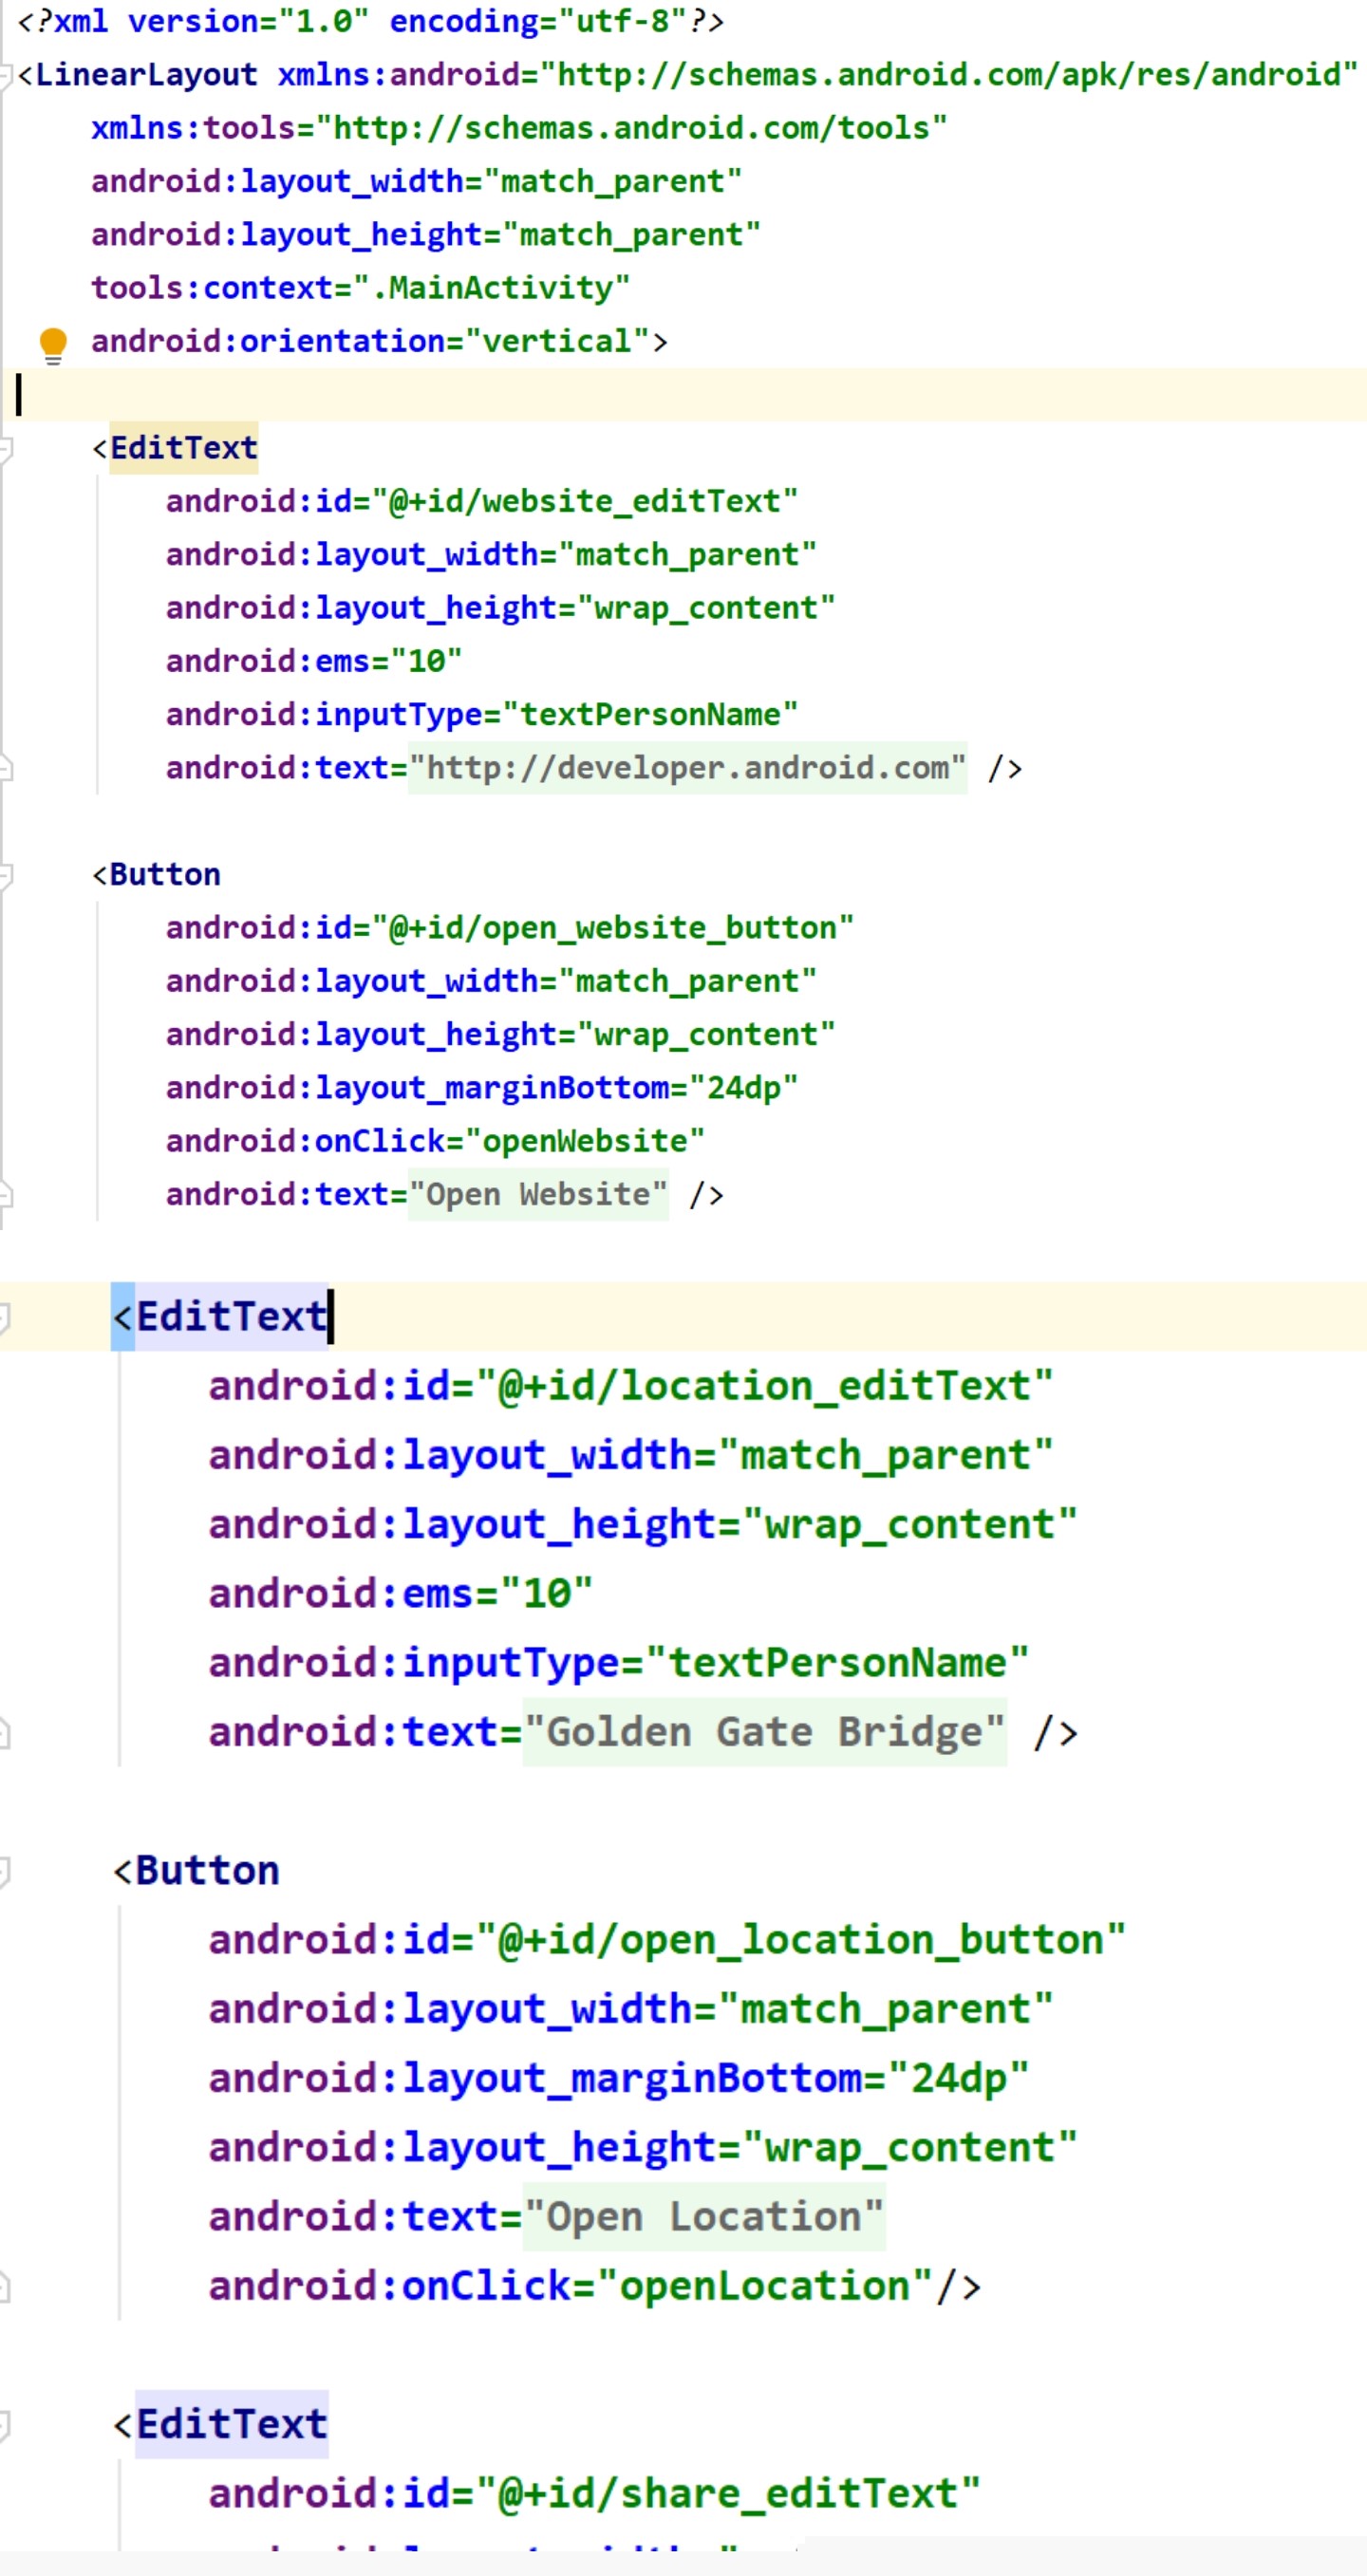 <?xml version="1.0" encoding="utf-8"?>
<LinearLayout xmlns:android="http://schemas.android.com/apk/res/android"
xmlns:tools="http://schemas.android.com/tools"
android:layout_width="match_parent"
android:layout_height="match_parent"
tools:context=".MainActivity"
android:orientation="vertical">
<EditText
android:id="@+id/website_editText"
android:layout_width="match_parent"
android:layout_height="wrap_content"
android:ems="10"
android:inputType="textPersonName"
android:text="http://developer.android.com" />
<Button
android:id="@+id/open_website_button"
android:layout_width="match_parent"
android:layout_height="wrap_content"
android:layout_marginBottom="24dp"
android:onClick="openWebsite"
android:text="Open Website" />
<EditText
android:id="@+id/location_editText"
android:layout_width="match_parent"
android:layout_height="wrap_content"
android:ems="10"
android:inputType="textPersonName"
android:text="Golden Gate Bridge" />
<Button
android:id="@+id/open_location_button"
android:layout_width="match_parent"
android:layout_marginBottom="24dp"
android:layout_height="wrap_content"
android:text="Open Location"
android:onClick="openLocation"/>
<EditText
android:id="@+id/share_editText"